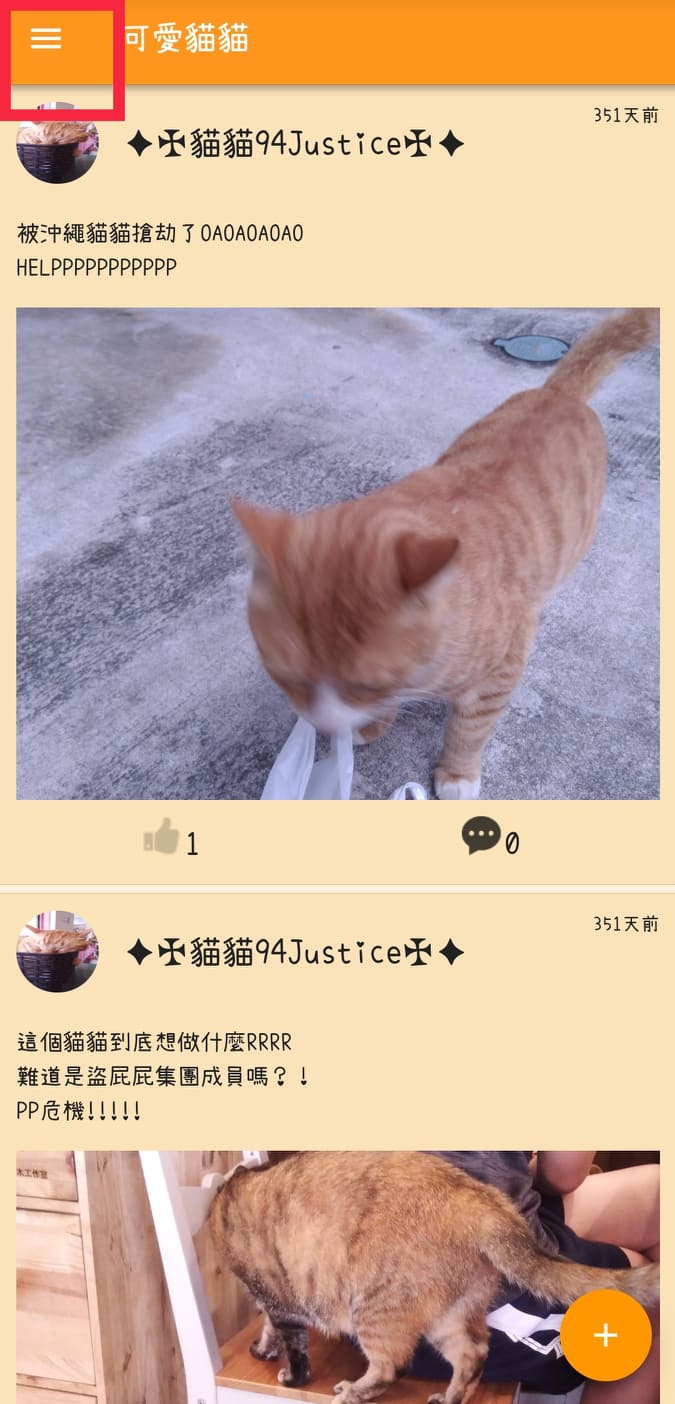 可愛貓貓
351天前
✦✠貓貓94Justice✠✦
被沖繩貓貓搶劫了OAOAOAOAO
HELPPPPPPPPPPP
1
0
351天前
✦✠貓貓94Justice✠✦
這個貓貓到底想做什麼RRRR
難道是盜屁屁集團成員嗎？！
PP危機!!!!!
木工作室